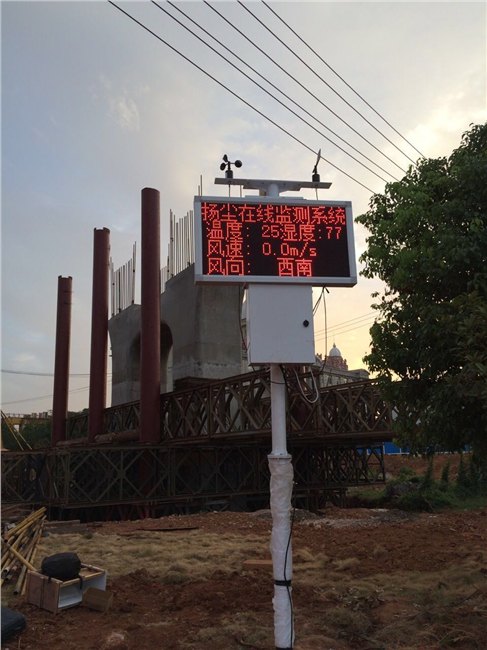 扬尘在线监测系统
温度: 25湿度:77
风速: 0.0m/s
风向: 西南